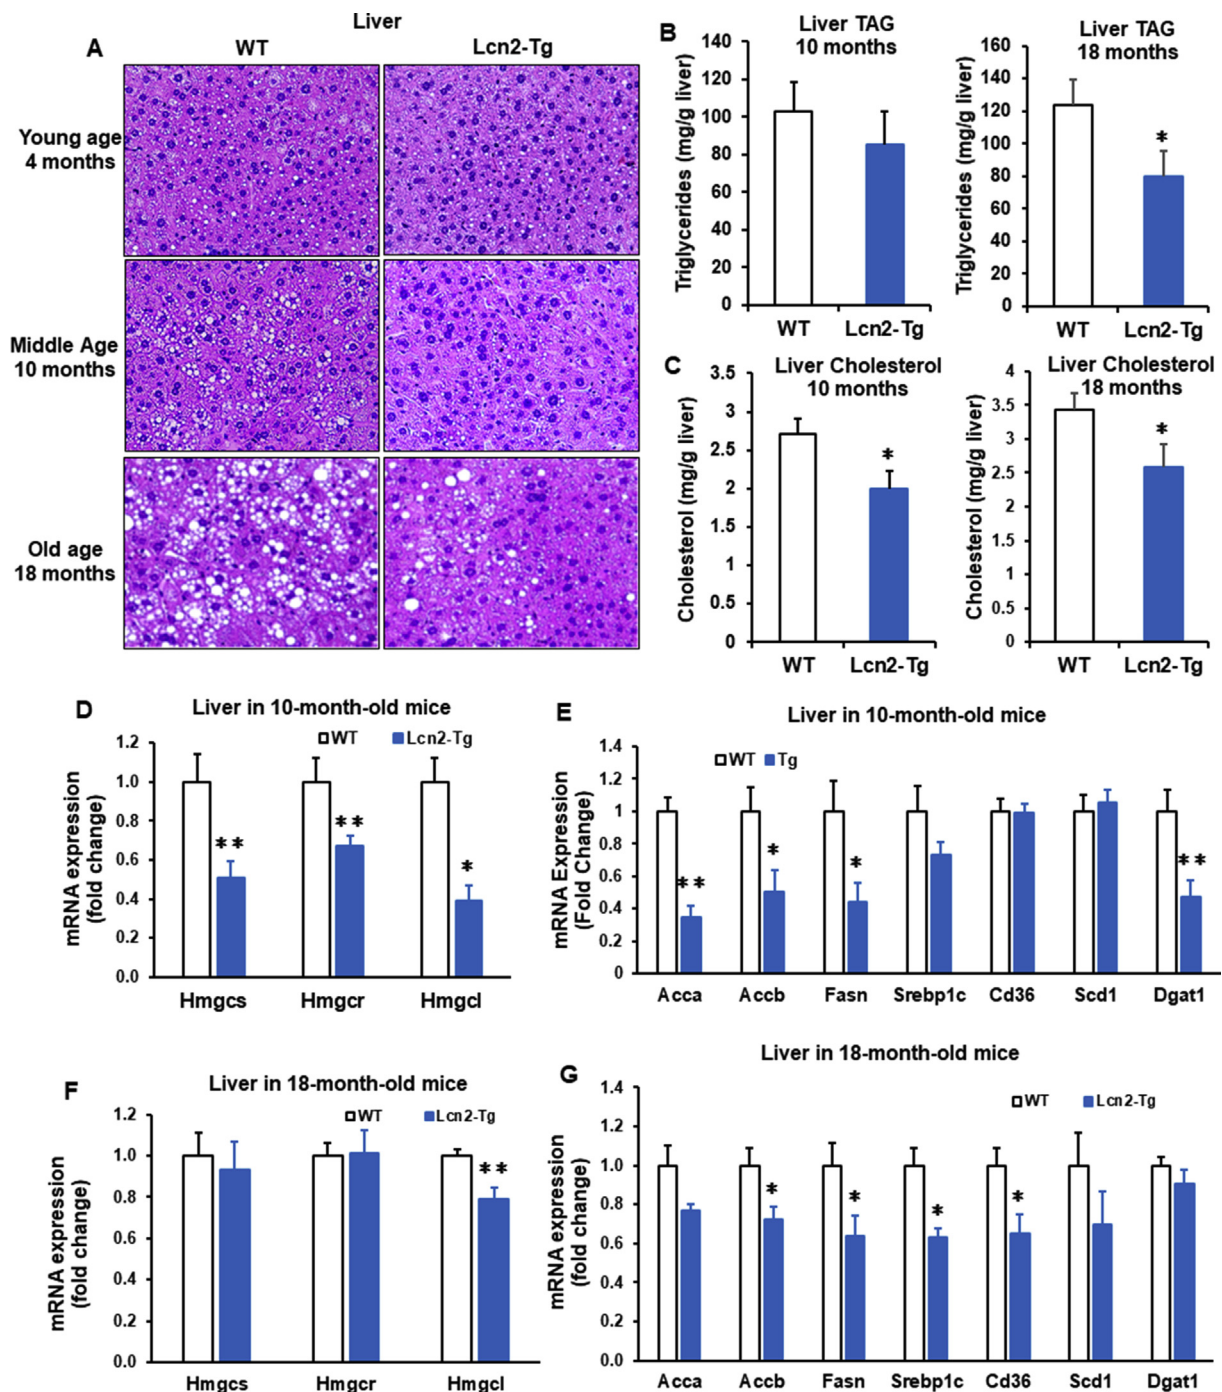 Liver
A WT Lcn2-Tg
Young age
4 months
Middle Age
10 months
Old age
18 months
B Liver TAG
10 months
Triglycerides (mg/g liver)
140
120
100
80
60
40
20
0
WT Lcn2-Tg
Liver TAG
18 months
Triglycerides (mg/g liver)
160
140
120
100
80
60
40
20
0
*
WT Lcn2-Tg
C Liver Cholesterol
10 months
Cholesterol (mg/g liver)
3.5
3
2.5
2
1.5
1
0.5
0
*
WT Lcn2-Tg
Liver Cholesterol
18 months
Cholesterol (mg/g liver)
4
3.5
3
2.5
2
1.5
1
0.5
0
*
WT Lcn2-Tg
D Liver in 10-month-old mice
WT Lcn2-Tg
mRNA expression
(fold change)
1.2
1.0
0.8
0.6
0.4
0.2
0.0
** ** *
Hmgcs Hmgcr Hmgcl
E Liver in 10-month-old mice
WT Tg
mRNA Expression
(Fold Change)
1.4
1.2
1
0.8
0.6
0.4
0.2
0
** * * **
Acca Accb Fasn Srebp1c Cd36 Scd1 Dgat1
F Liver in 18-month-old mice
WT Lcn2-Tg
mRNA expression
(fold change)
1.2
1.0
0.8
0.6
0.4
0.2
0.0
**
Hmgcs Hmgcr Hmgcl
G Liver in 18-month-old mice
WT Lcn2-Tg
mRNA expression
(fold change)
1.4
1.2
1.0
0.8
0.6
0.4
0.2
0.0
* * * *
Acca Accb Fasn Srebp1c Cd36 Scd1 Dgat1